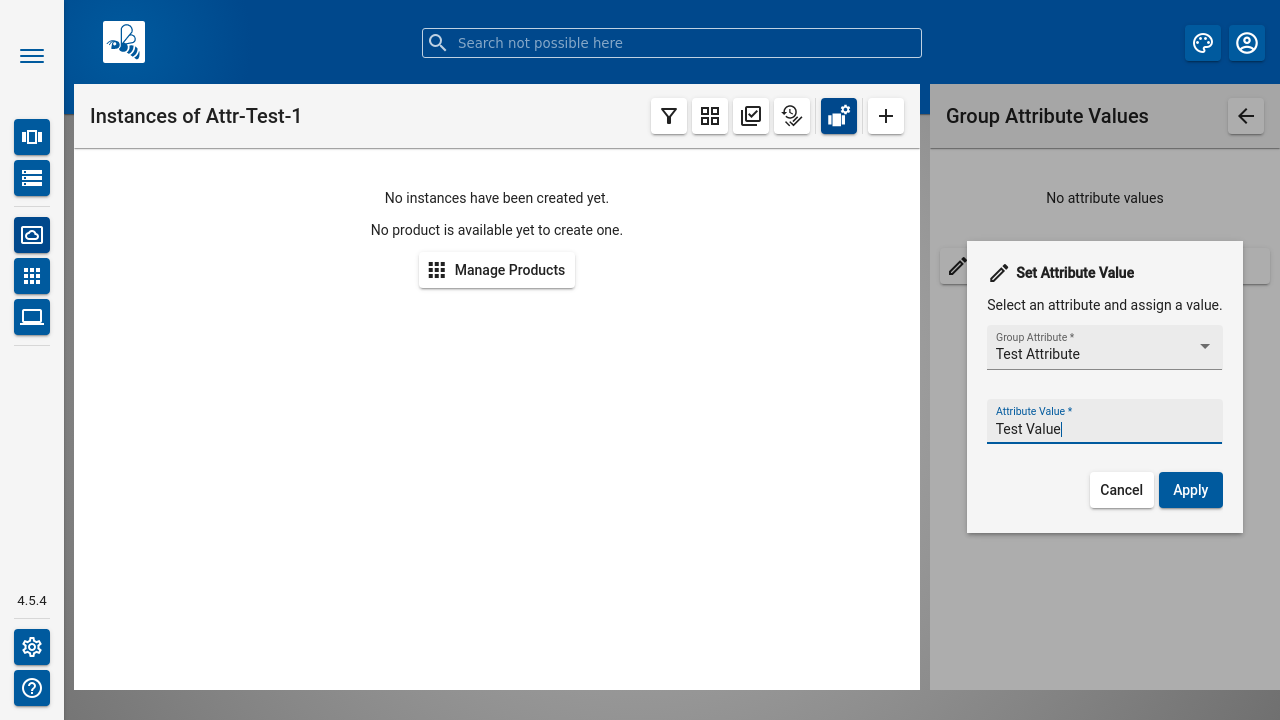 Search not possible here
Instances of Attr-Test-1
Group Attribute Values
No instances have been created yet.
No attribute values
No product is available yet to create one.
Manage Products
Set Attribute Value
Select an attribute and assign a value.
Group Attribute *
Test Attribute
Attribute Value *
Test Value
Cancel
Apply
4.5.4